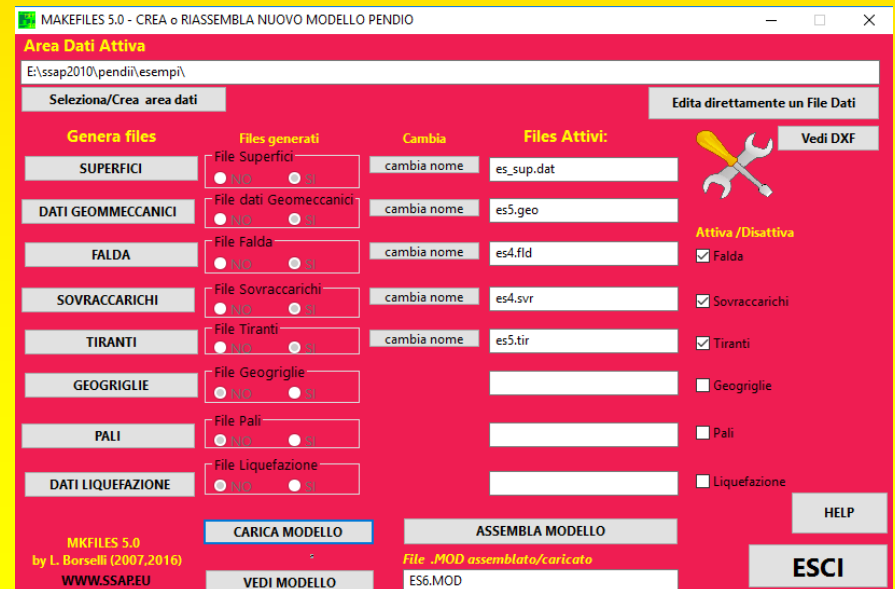 MAKEFILES 5.0 - CREA o RIASSEMBLA NUOVO MODELLO PENDIO
Area Dati Attiva
E:\ssap2010\pendii\esempi\
Seleziona/Crea area dati
Edita direttamente un File Dati
Genera files
Files generati
Cambia
Files Attivi:
Vedi DXF
SUPERFICI
File Superfici
NO SI
cambia nome
es_sup.dat
DATI GEOMMECCANICI
File dati Geomeccanici
NO SI
cambia nome
es5.geo
Attiva /Disattiva
FALDA
File Falda
NO SI
cambia nome
es4.fld
Falda
SOVRACCARICHI
File Sovraccarichi
NO SI
cambia nome
es4.svr
Sovraccarichi
TIRANTI
File Tiranti
NO SI
cambia nome
es5.tir
Tiranti
GEOGRIGLIE
File Geogriglie
NO SI
Geogriglie
PALI
File Pali
NO SI
Pali
DATI LIQUEFAZIONE
File Liquefazione
NO SI
Liquefazione
HELP
CARICA MODELLO
ASSEMBLA MODELLO
MKFILES 5.0
by L. Borselli (2007,2016)
WWW.SSAP.EU
File .MOD assemblato/caricato
VEDI MODELLO
ES6.MOD
ESCI